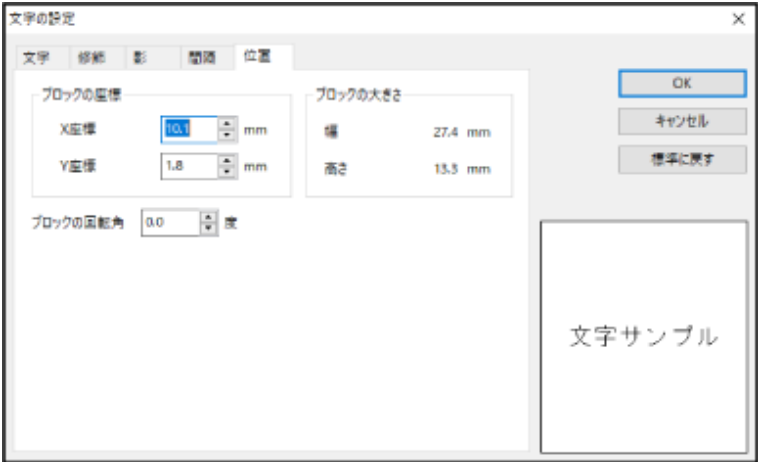 文字の設定
文字 修飾 影 間隔 位置
ブロックの座標
X座標 10.1 mm
Y座標 1.8 mm
ブロックの大きさ
幅 27.4 mm
高さ 13.3 mm
ブロックの回転角 0.0 度
OK
キャンセル
標準に戻す
文字サンプル